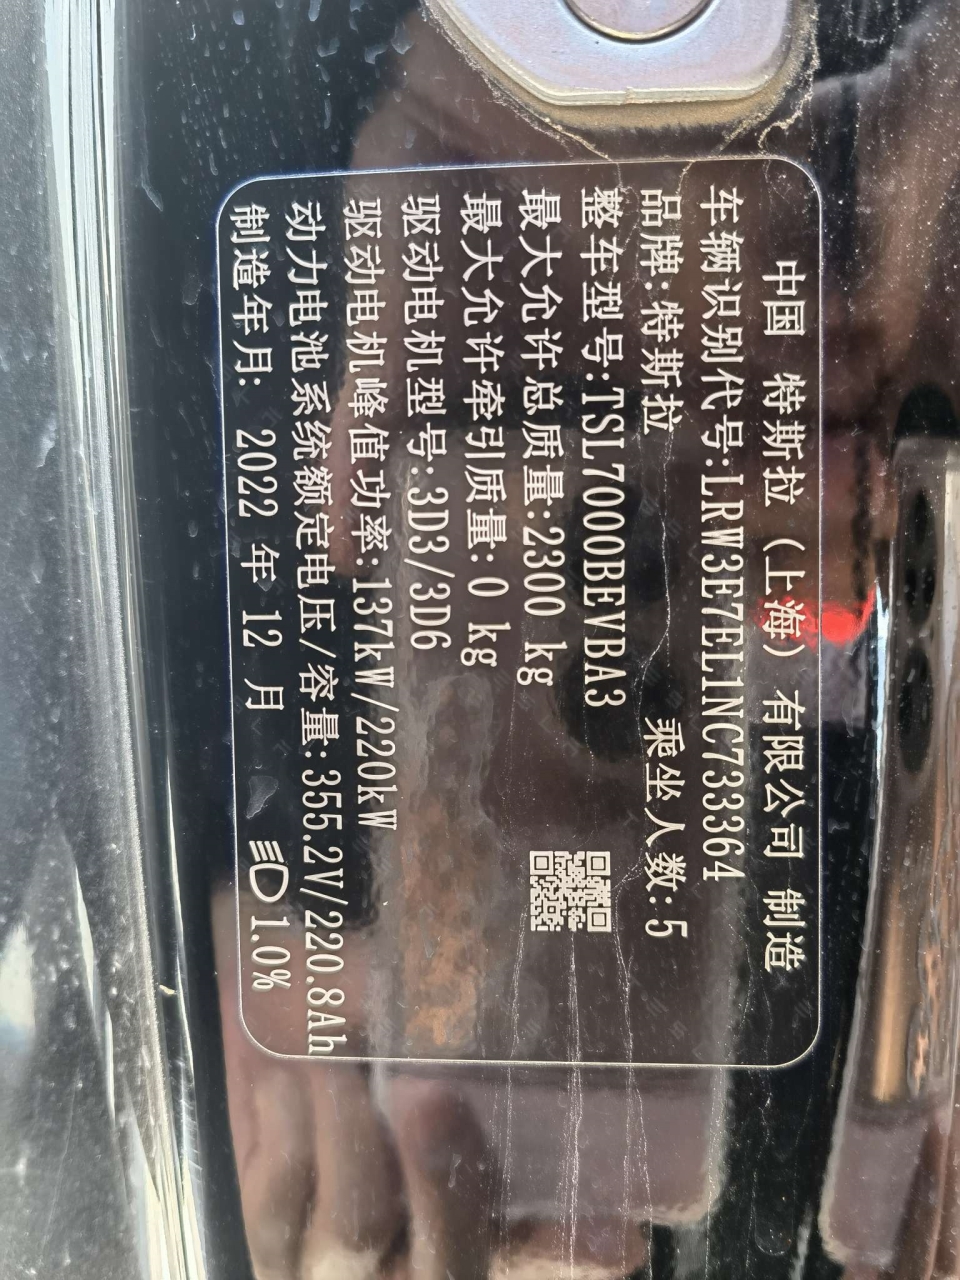 中国 特斯拉（上海）有限公司 制造
车辆识别代号:LRW3E7EL1NC733364
品牌:特斯拉 乘坐人数:5
整车型号:TSL7000BEVBA3
最大允许总质量:2300 kg
最大允许牵引质量:0 kg
驱动电机型号:3D3/3D6
驱动电机峰值功率:137kW/220kW
动力电池系统额定电压/容量:355.2V/220.8Ah
制造年月: 2022 年 12 月 1.0%